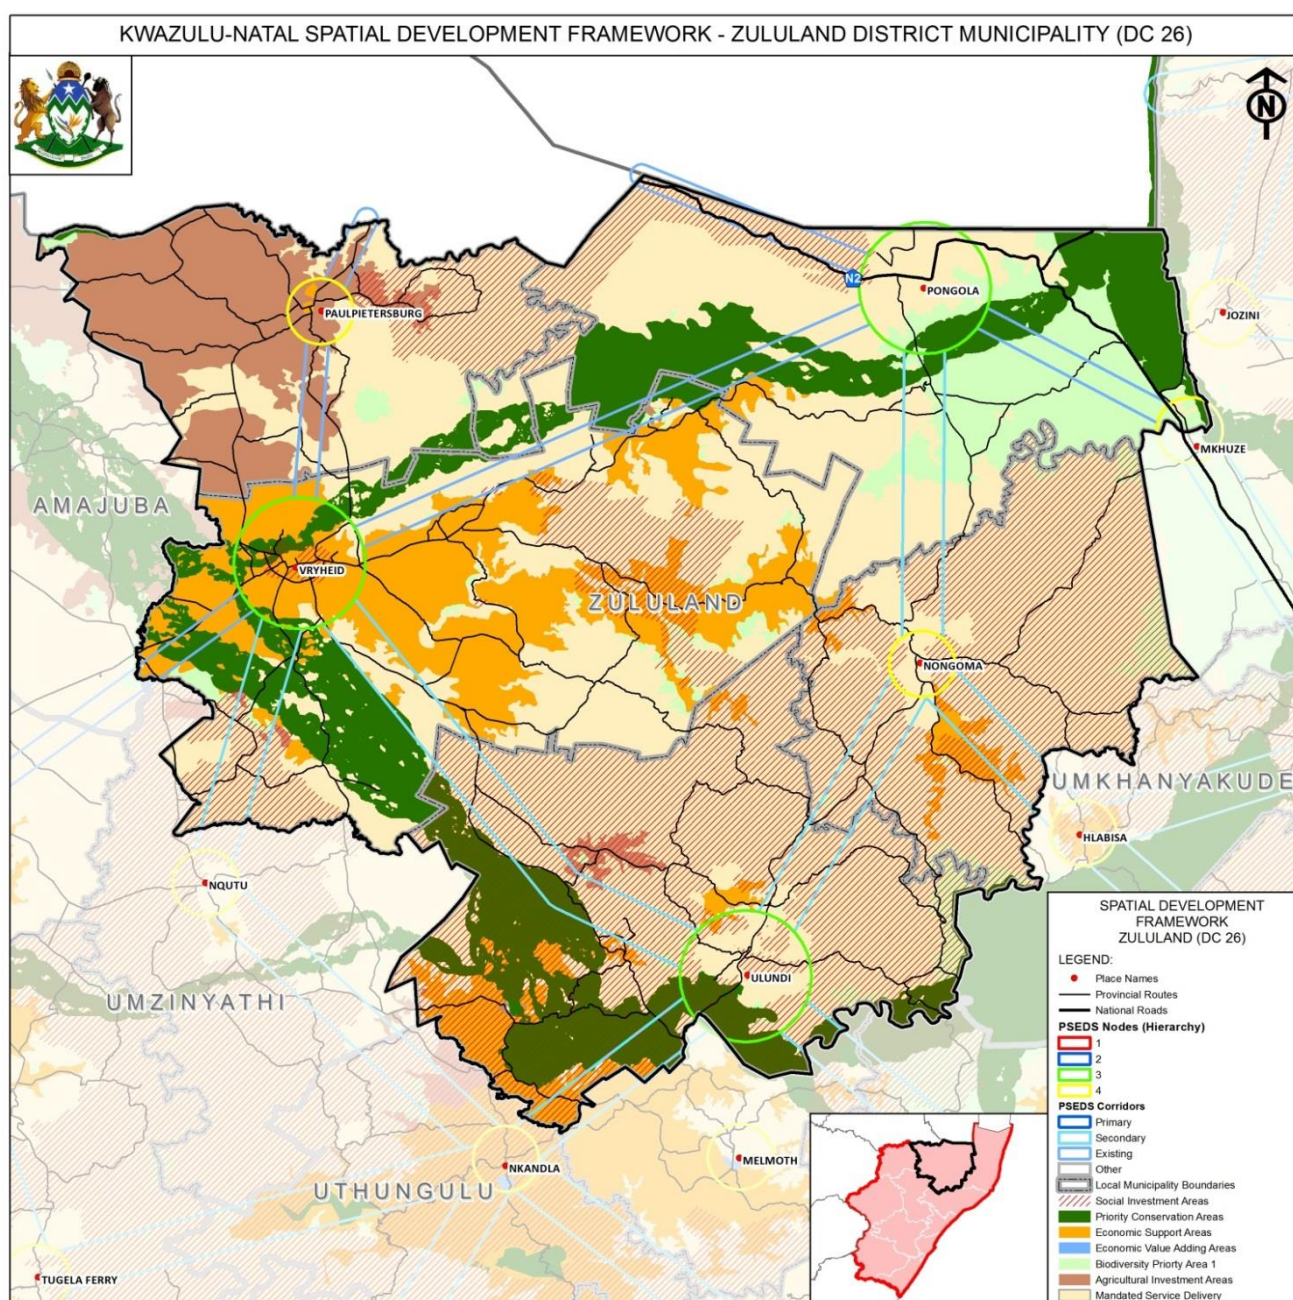 KWAZULU-NATAL SPATIAL DEVELOPMENT FRAMEWORK - ZULULAND DISTRICT MUNICIPALITY (DC 26)
N
N2
PONGOLA
PAULPIETERSBURG
JOZINI
MKHUZE
AMAJUBA
VRYHEID
ZULULAND
NONGOMA
UMKHANYAKUDE
HLABISA
NQUTU
ULUNDI
UMZINYATHI
NKANDLA
MELMOTH
UTHUNGULU
TUGELA FERRY
SPATIAL DEVELOPMENT
FRAMEWORK
ZULULAND (DC 26)
LEGEND:
Place Names
Provincial Routes
National Roads
PSEDS Nodes (Hierarchy)
1
2
3
4
PSEDS Corridors
Primary
Secondary
Existing
Other
Local Municipality Boundaries
Social Investment Areas
Priority Conservation Areas
Economic Support Areas
Economic Value Adding Areas
Biodiversity Priorty Area 1
Agricultural Investment Areas
Mandated Service Delivery